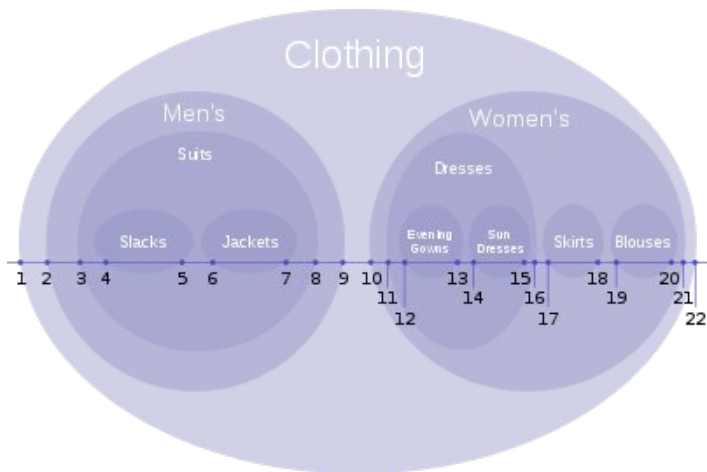 Clothing
Men's
Women's
Suits
Dresses
Slacks
Jackets
Evening
Gowns
Sun
Dresses
Skirts
Blouses
1 2 3 4 5 6 7 8 9 10 13 15 18 20
11 14 16 19 21
12 17 22